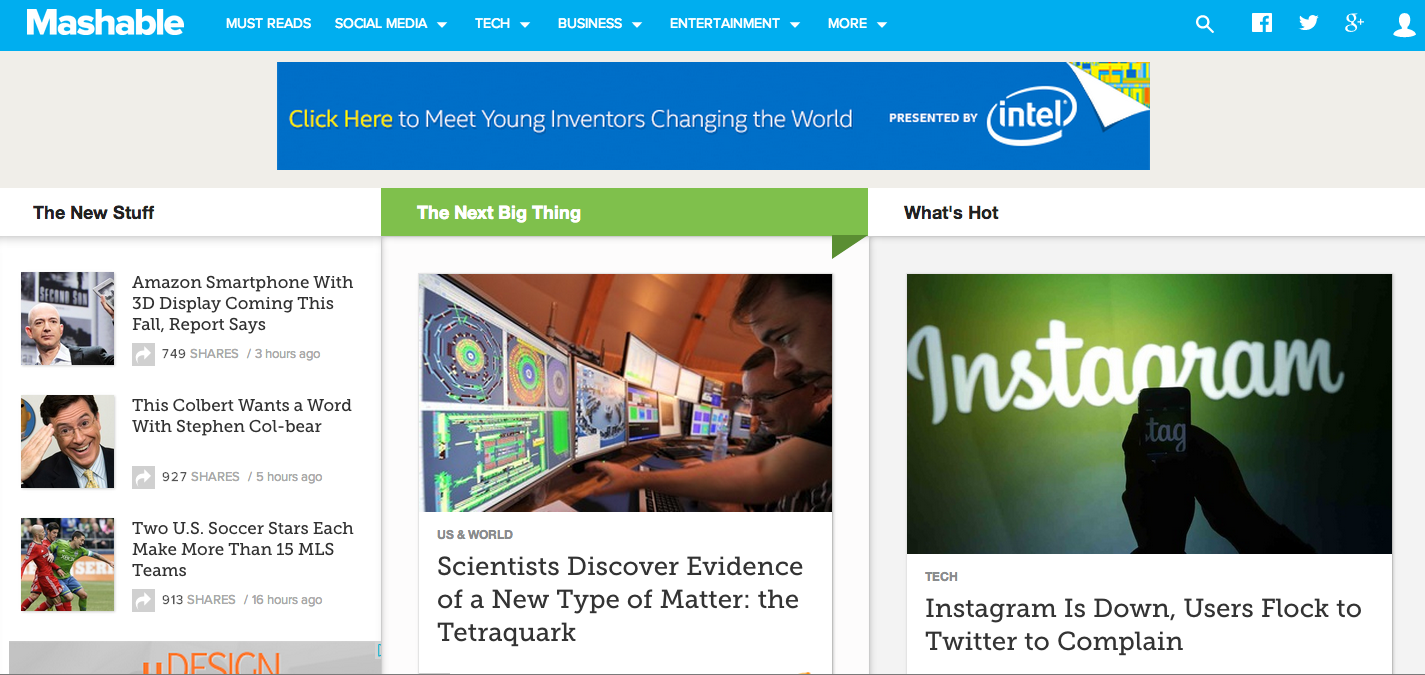 Mashable
MUST READS
SOCIAL MEDIA
TECH
BUSINESS
ENTERTAINMENT
MORE
Click Here to Meet Young Inventors Changing the World
PRESENTED BY
intel
The New Stuff
The Next Big Thing
What's Hot
SECOND SON
Amazon Smartphone With
3D Display Coming This
Fall, Report Says
749 SHARES / 3 hours ago
This Colbert Wants a Word
With Stephen Col-bear
927 SHARES / 5 hours ago
Two U.S. Soccer Stars Each
Make More Than 15 MLS
Teams
913 SHARES / 16 hours ago
DESIGN
US & WORLD
Scientists Discover Evidence
of a New Type of Matter: the
Tetraquark
Instagram
stag
TECH
Instagram Is Down, Users Flock to
Twitter to Complain